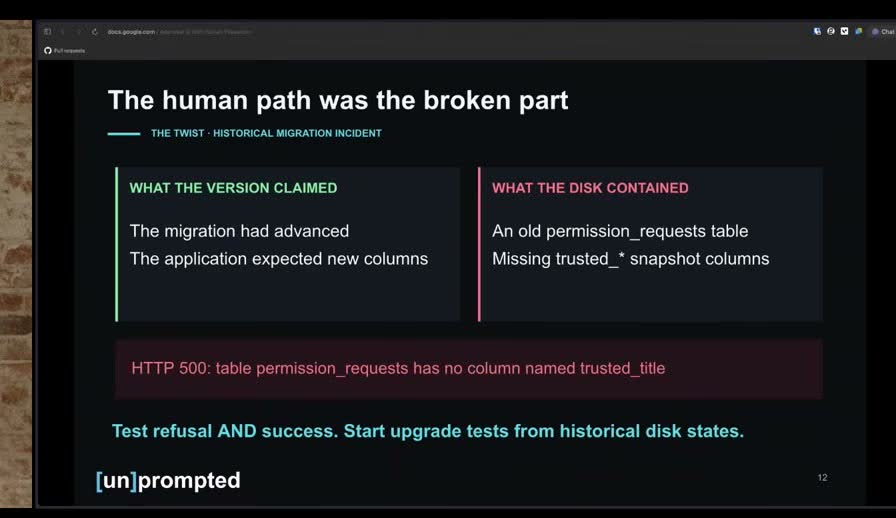 docs.google.com
Chat
Pull requests
The human path was the broken part
THE TWIST · HISTORICAL MIGRATION INCIDENT
WHAT THE VERSION CLAIMED
The migration had advanced
The application expected new columns
WHAT THE DISK CONTAINED
An old permission_requests table
Missing trusted_* snapshot columns
HTTP 500: table permission_requests has no column named trusted_title
Test refusal AND success. Start upgrade tests from historical disk states.
[un]prompted
12